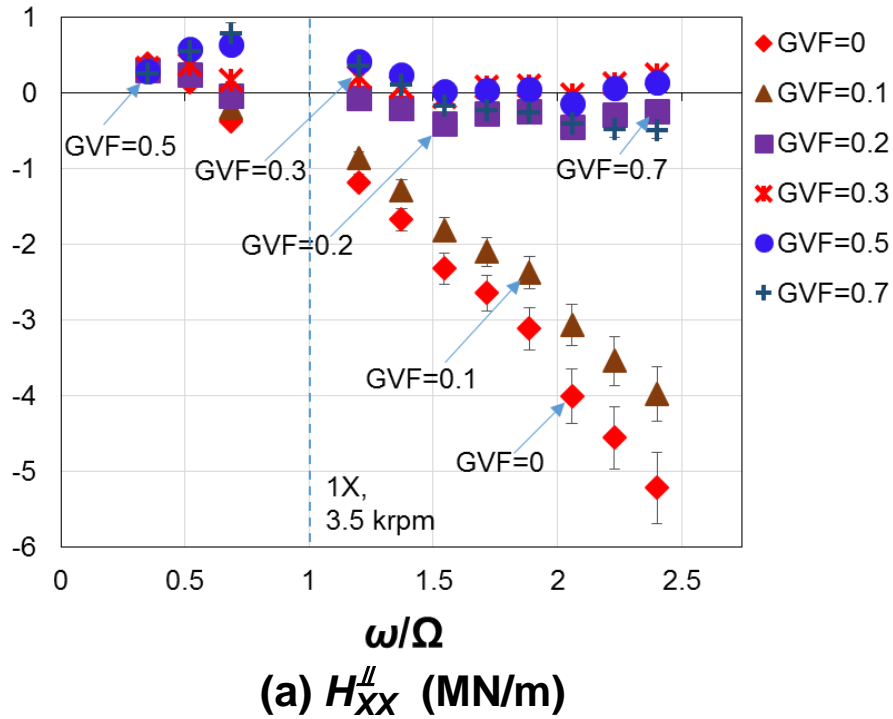 1
0
-1
-2
-3
-4
-5
-6
0
0.5
1
1.5
2
2.5
GVF=0.5
GVF=0.3
GVF=0.2
GVF=0.7
GVF=0.1
GVF=0
1X,
3.5 krpm
GVF=0
GVF=0.1
GVF=0.2
GVF=0.3
GVF=0.5
GVF=0.7
ω/Ω
(a) H_XX^⫽ (MN/m)